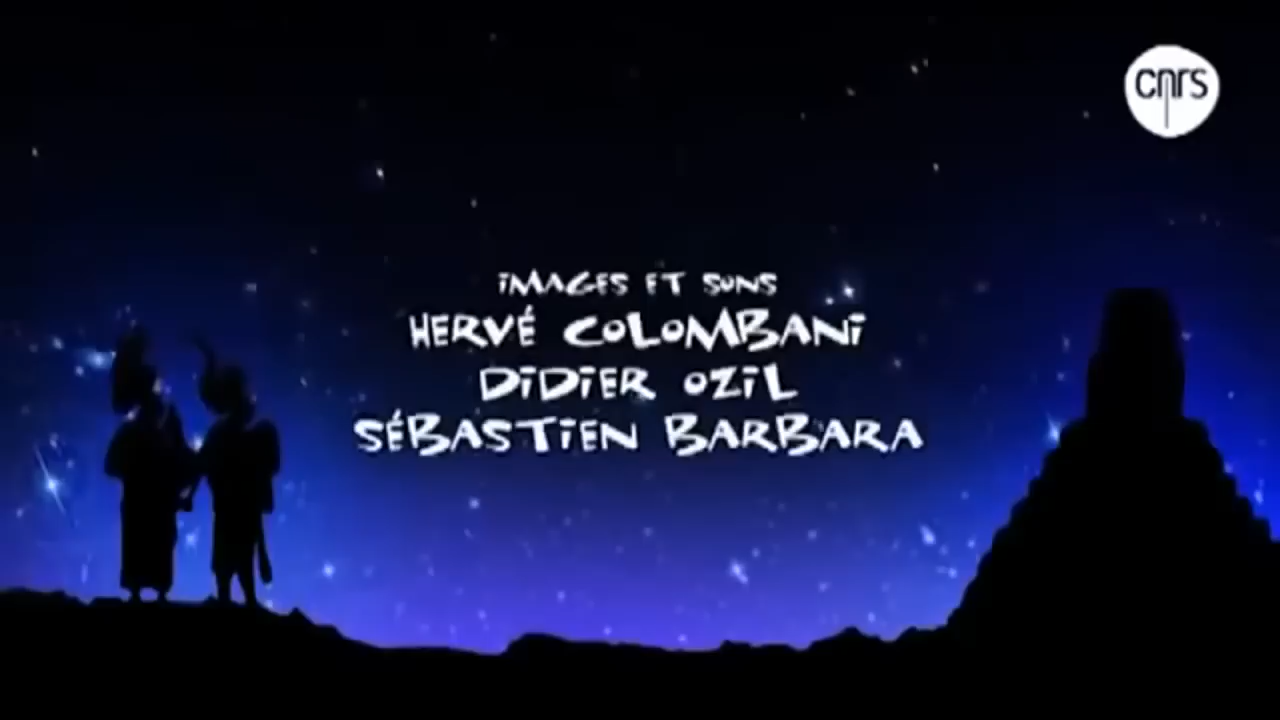 cnrs
IMAGES ET SONS
HERVÉ COLOMBANI
DIDIER OZIL
SÉBASTIEN BARBARA